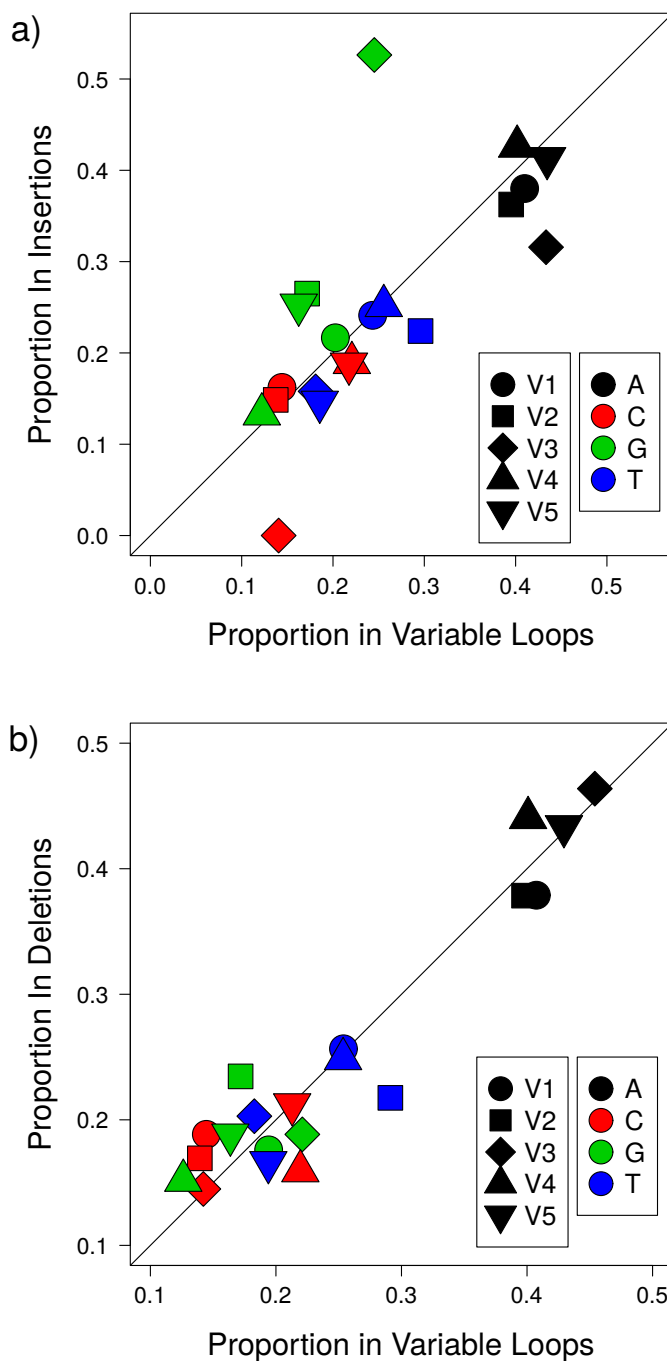 a)
Proportion In Insertions
0.5
0.4
0.3
0.2
0.1
0.0
V1
V2
V3
V4
V5
A
C
G
T
0.0 0.1 0.2 0.3 0.4 0.5
Proportion in Variable Loops
b)
Proportion In Deletions
0.5
0.4
0.3
0.2
0.1
V1
V2
V3
V4
V5
A
C
G
T
0.1 0.2 0.3 0.4 0.5
Proportion in Variable Loops